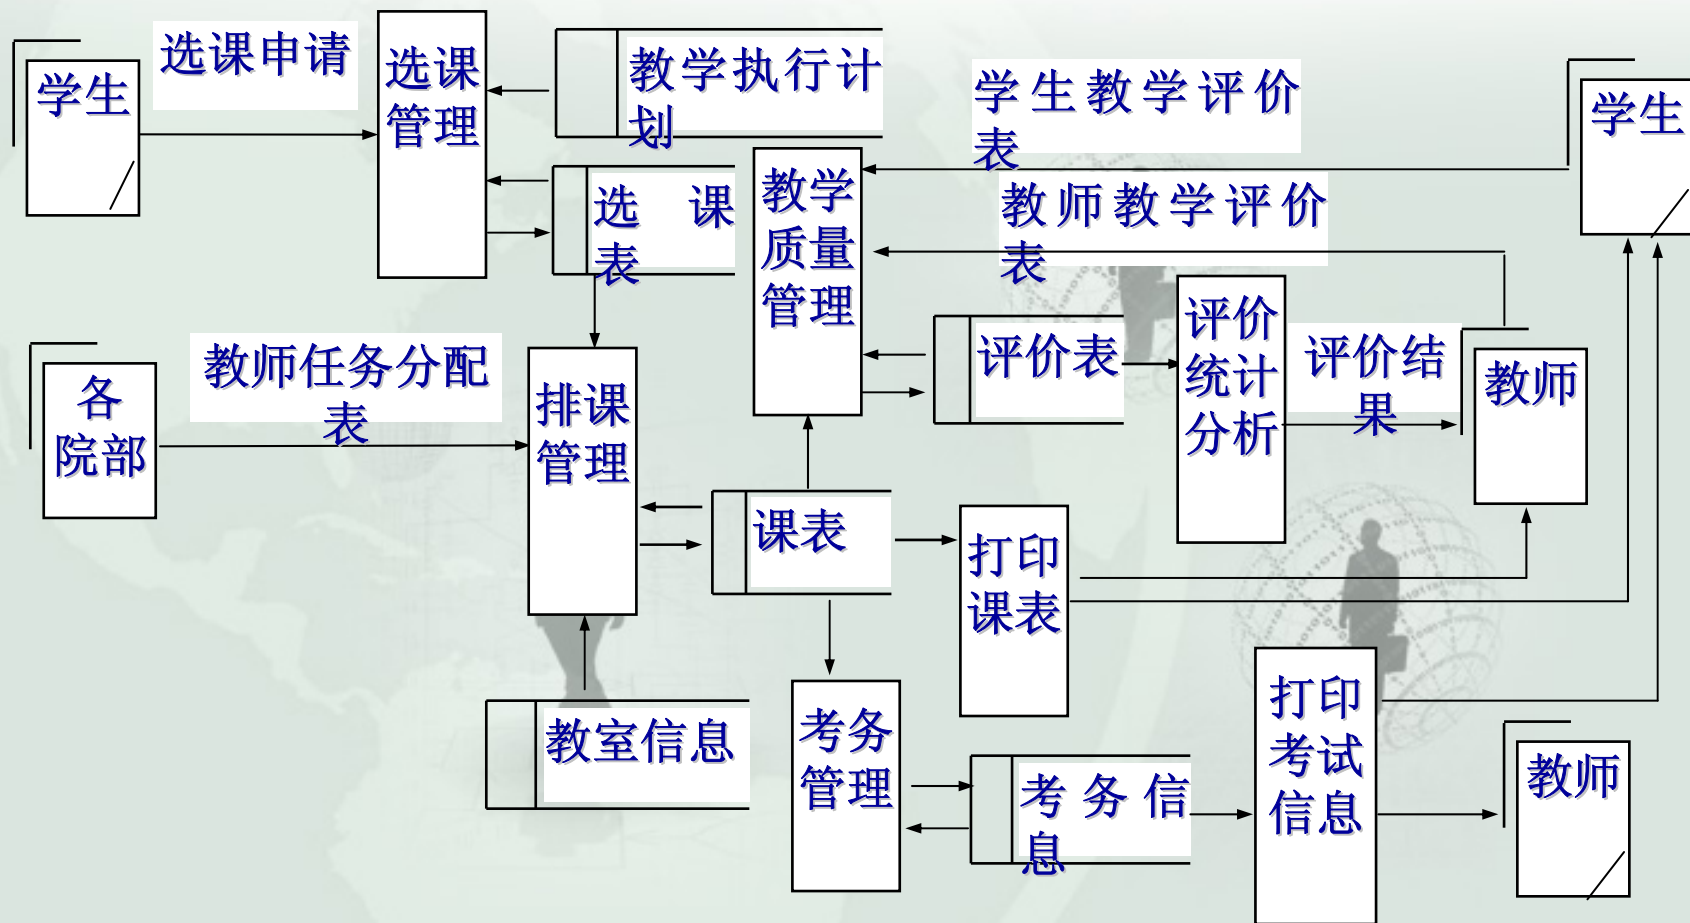 学生
选课申请
选课
管理
教学执行计
划
选 课
表
教学
质量
管理
学生教学评价
表
教师教学评价
表
学生
各
院部
教师任务分配
表
排课
管理
评价表
评价
统计
分析
评价结
果
教师
课表
打印
课表
教室信息
考务
管理
考务信
息
打印
考试
信息
教师